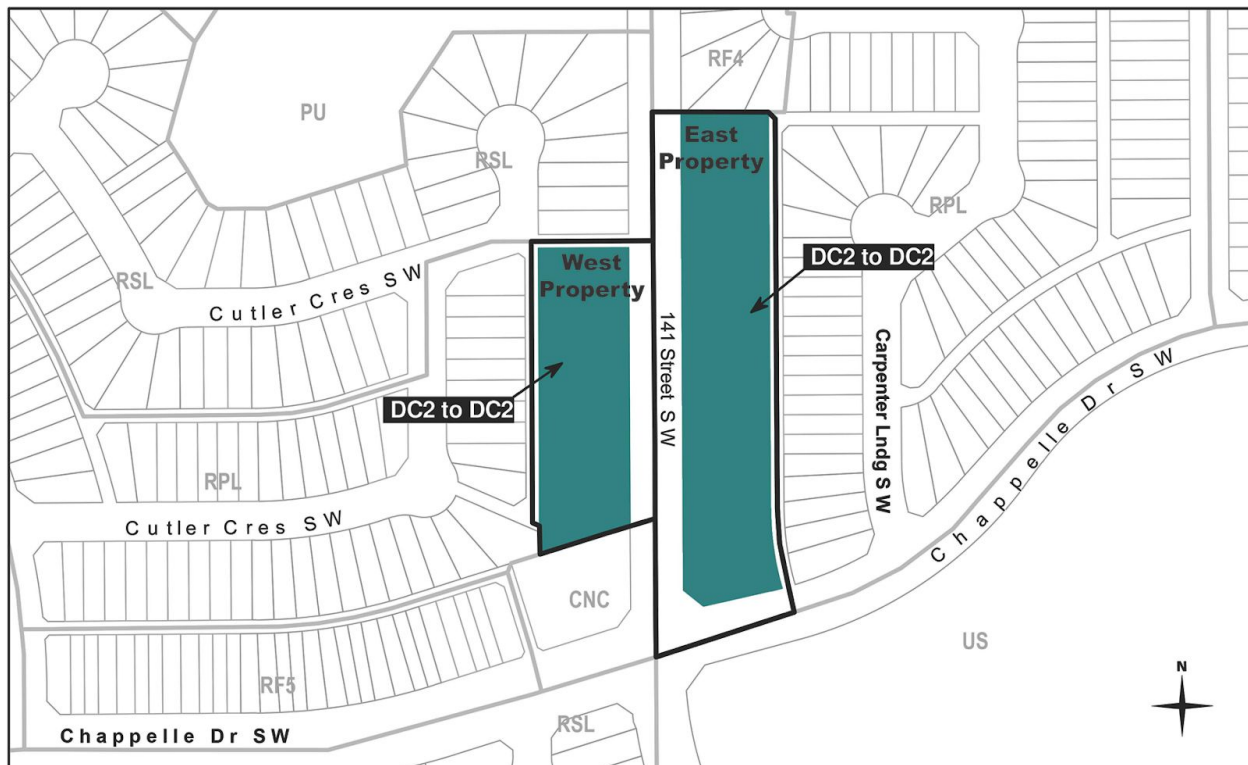 RF4
PU
East
Property
RSL
RPL
DC2 to DC2
West
Property
RSL
Cutler Cres SW
141 Street SW
Carpenter Lndg SW
DC2 to DC2
Chappelle Dr SW
RPL
Cutler Cres SW
CNC
US
N
RF5
RSL
Chappelle Dr SW